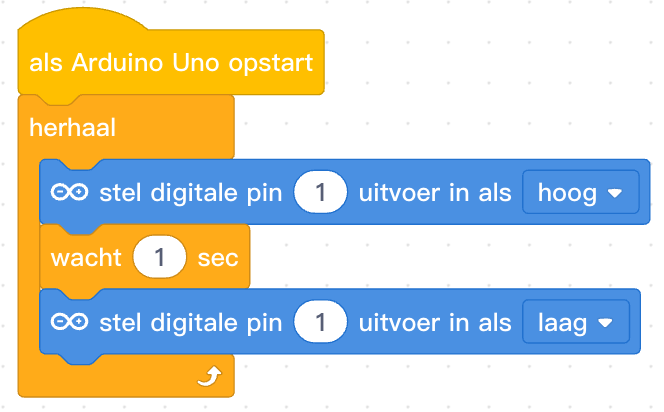 als Arduino Uno opstart
herhaal
stel digitale pin 1 uitvoer in als hoog
wacht 1 sec
stel digitale pin 1 uitvoer in als laag